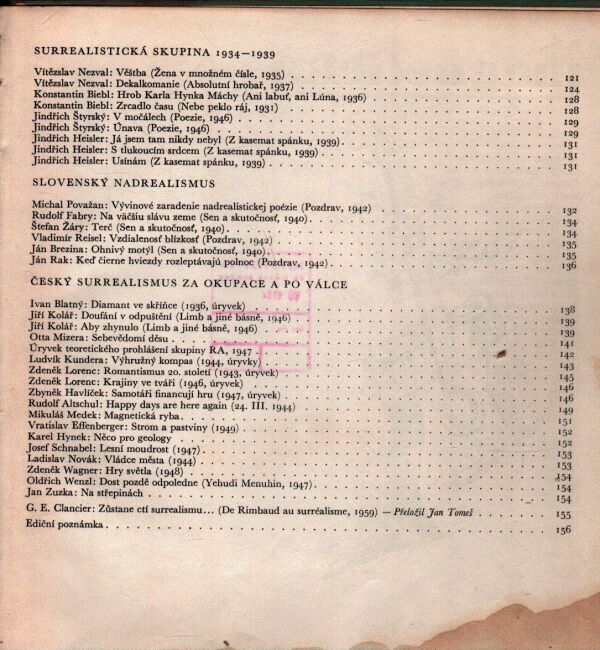 SURREALISTICKÁ SKUPINA 1934—1939
Vítězslav Nezval: Věštba (Žena v množném čísle, 1935) 121
Vítězslav Nezval: Dekalkomanie (Absolutní hrobař, 1937) 124
Konstantin Biebl: Hrob Karla Hynka Máchy (Ani labuť, ani Lúna, 1936) 128
Konstantin Biebl: Zrcadlo času (Nebe peklo ráj, 1931) 128
Jindřich Štyrský: V močálech (Poezie, 1946) 129
Jindřich Štyrský: Únava (Poezie, 1946) 129
Jindřich Heisler: Já jsem tam nikdy nebyl (Z kasemat spánku, 1939) 131
Jindřich Heisler: S tlukoucím srdcem (Z kasemat spánku, 1939) 131
Jindřich Heisler: Usínám (Z kasemat spánku, 1939) 131
SLOVENSKÝ NADREALISMUS
Michal Považan: Vývinové zaradenie nadrealistickej poézie (Pozdrav, 1942) 132
Rudolf Fabry: Na väčšiu slávu zeme (Sen a skutočnosť, 1940) 134
Štefan Žáry: Terč (Sen a skutočnosť, 1940) 134
Vladimír Reisel: Vzdialenosť blízkosť (Pozdrav, 1942) 135
Ján Brezina: Ohnivý motýl (Sen a skutočnosť, 1940) 135
Ján Rak: Keď čierne hviezdy rozleptávajú polnoc (Pozdrav, 1942) 136
ČESKÝ SURREALISMUS ZA OKUPACE A PO VÁLCE
Ivan Blatný: Diamant ve skříňce (1936, úryvek) 138
Jiří Kolář: Doufání v odpuštění (Limb a jiné básně, 1946) 139
Jiří Kolář: Aby zhynulo (Limb a jiné básně, 1946) 139
Otta Mizera: Sebevědomí děsu 141
Úryvek teoretického prohlášení skupiny RA, 1947 142
Ludvík Kundera: Výhružný kompas (1944, úryvky) 143
Zdeněk Lorenc: Romantismus 20. století (1943, úryvek) 145
Zdeněk Lorenc: Krajiny ve tváři (1946, úryvek) 146
Zbyněk Havlíček: Samotáři financují hru (1947, úryvek) 146
Rudolf Altschul: Happy days are here again (24. III. 1944) 149
Mikuláš Medek: Magnetická ryba 151
Vratislav Effenberger: Strom a pastviny (1949) 152
Karel Hynek: Něco pro geology 152
Josef Schnabel: Lesní moudrost (1947) 153
Ladislav Novák: Vládce města (1944) 153
Zdeněk Wagner: Hry světla (1948) 154
Oldřich Wenzl: Dost pozdě odpoledne (Yehudi Menuhin, 1947) 154
Jan Zuzka: Na střepinách 154
G. E. Clancier: Zůstane ctí surrealismu... (De Rimbaud au surréalisme, 1959) — Přeložil Jan Tomeš 155
Ediční poznámka 156